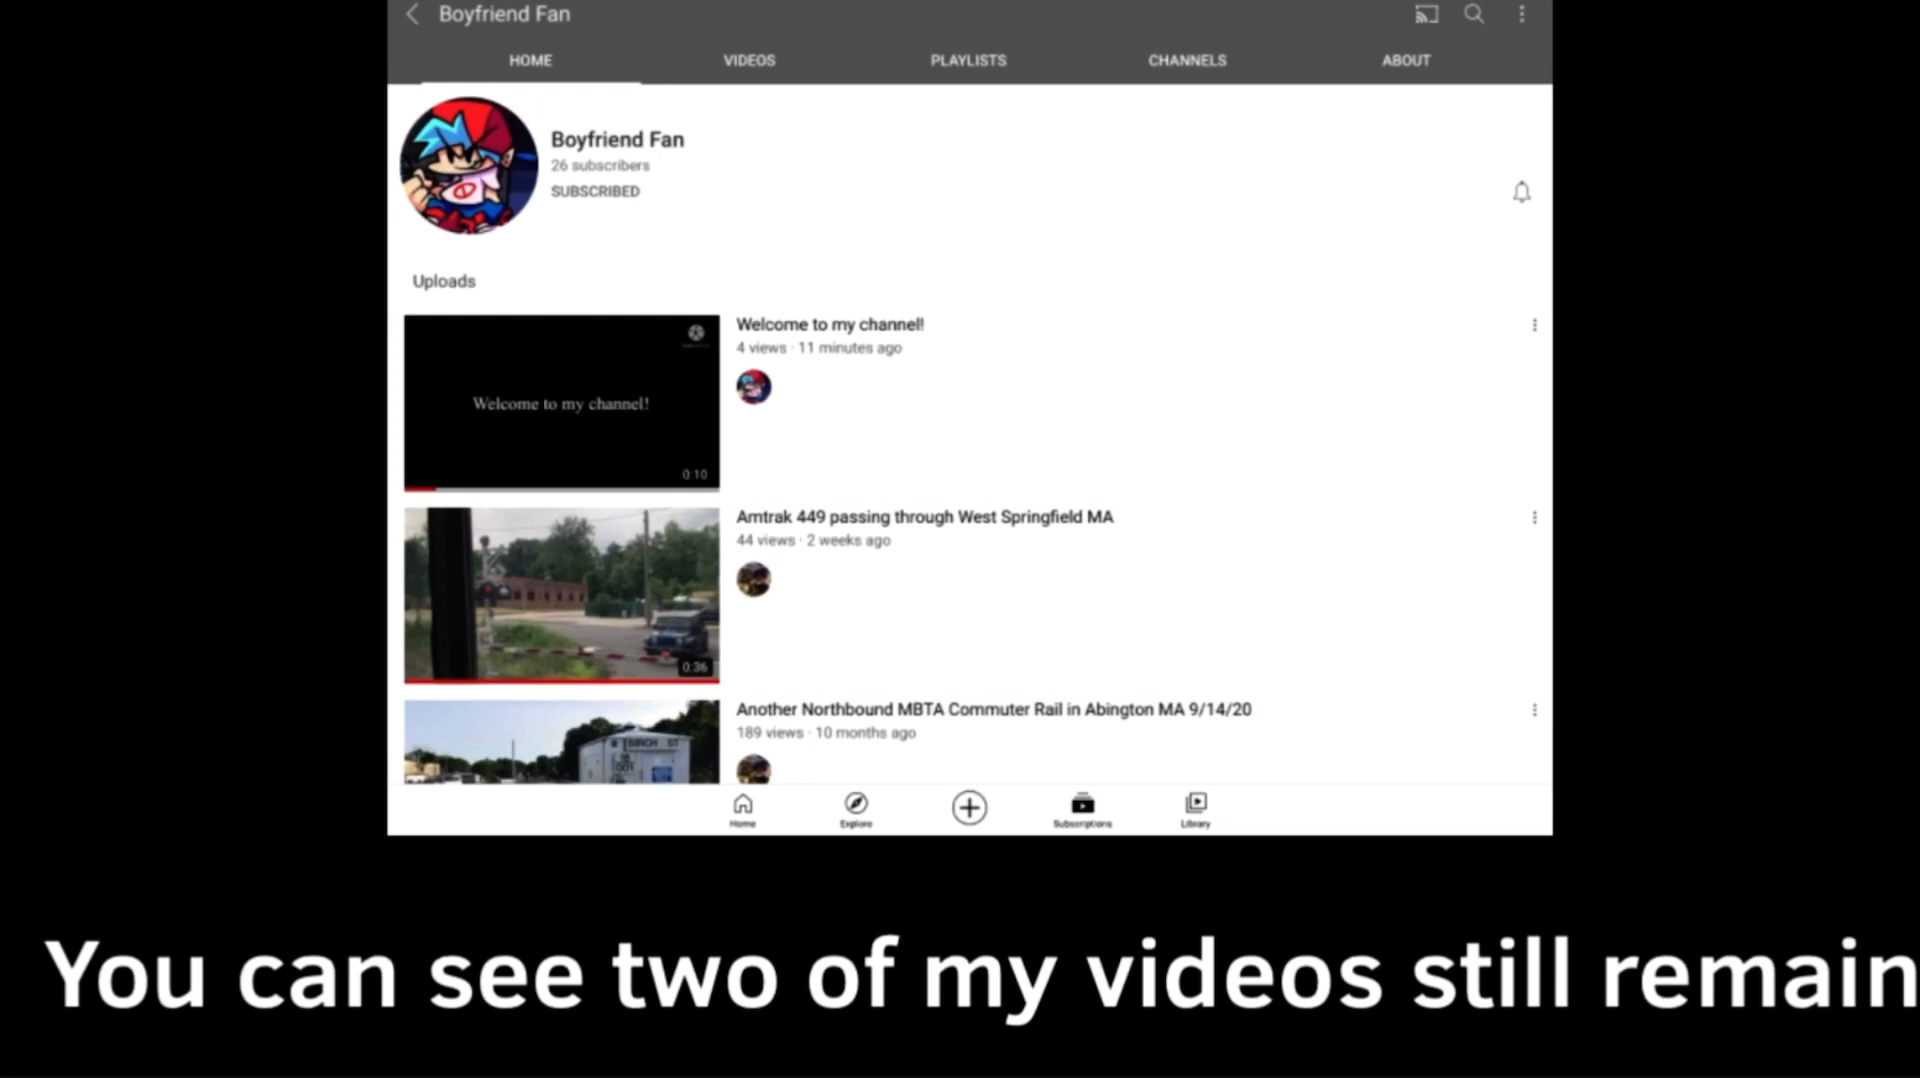 Boyfriend Fan
HOME VIDEOS PLAYLISTS CHANNELS ABOUT
Boyfriend Fan
26 subscribers
SUBSCRIBED
Uploads
Welcome to my channel!
0:10
Welcome to my channel!
4 views · 11 minutes ago
0:36
Amtrak 449 passing through West Springfield MA
44 views · 2 weeks ago
BIRCH ST
Another Northbound MBTA Commuter Rail in Abington MA 9/14/20
189 views · 10 months ago
Home Explore Subscriptions Library
You can see two of my videos still remain